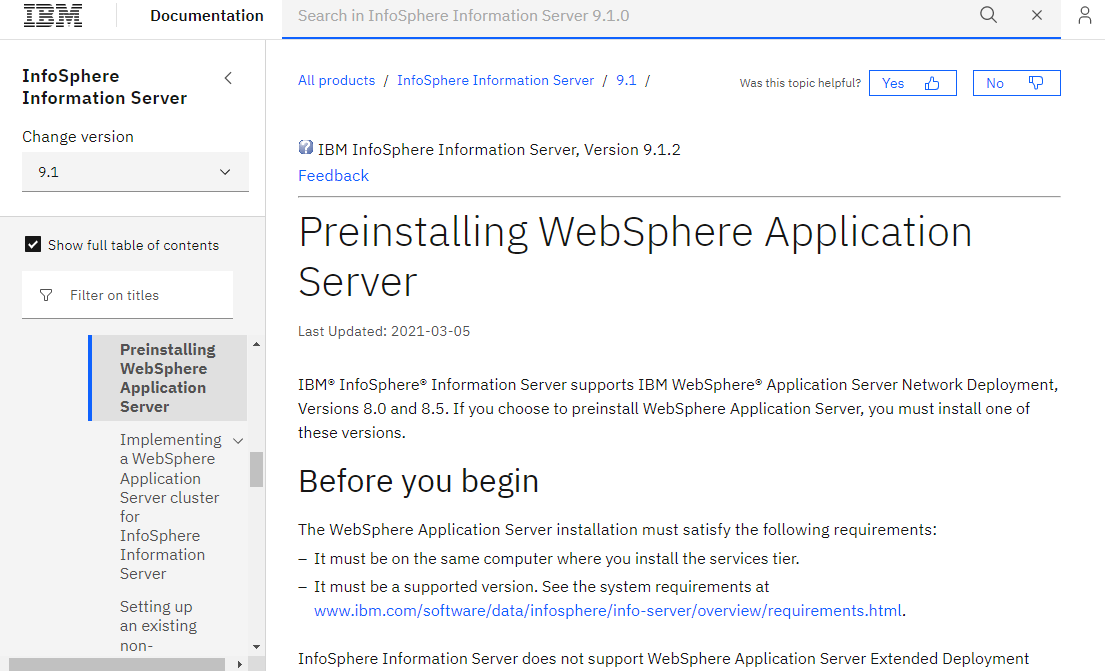 IBM
Documentation
Search in InfoSphere Information Server 9.1.0
InfoSphere
Information Server
Change version
9.1
Show full table of contents
Filter on titles
Preinstalling
WebSphere
Application
Server
Implementing
a WebSphere
Application
Server cluster
for
InfoSphere
Information
Server
Setting up
an existing
non-
All products / InfoSphere Information Server / 9.1 /
Was this topic helpful? Yes No
IBM InfoSphere Information Server, Version 9.1.2
Feedback
Preinstalling WebSphere Application
Server
Last Updated: 2021-03-05
IBM® InfoSphere® Information Server supports IBM WebSphere® Application Server Network Deployment,
Versions 8.0 and 8.5. If you choose to preinstall WebSphere Application Server, you must install one of
these versions.
Before you begin
The WebSphere Application Server installation must satisfy the following requirements:
– It must be on the same computer where you install the services tier.
– It must be a supported version. See the system requirements at
www.ibm.com/software/data/infosphere/info-server/overview/requirements.html.
InfoSphere Information Server does not support WebSphere Application Server Extended Deployment